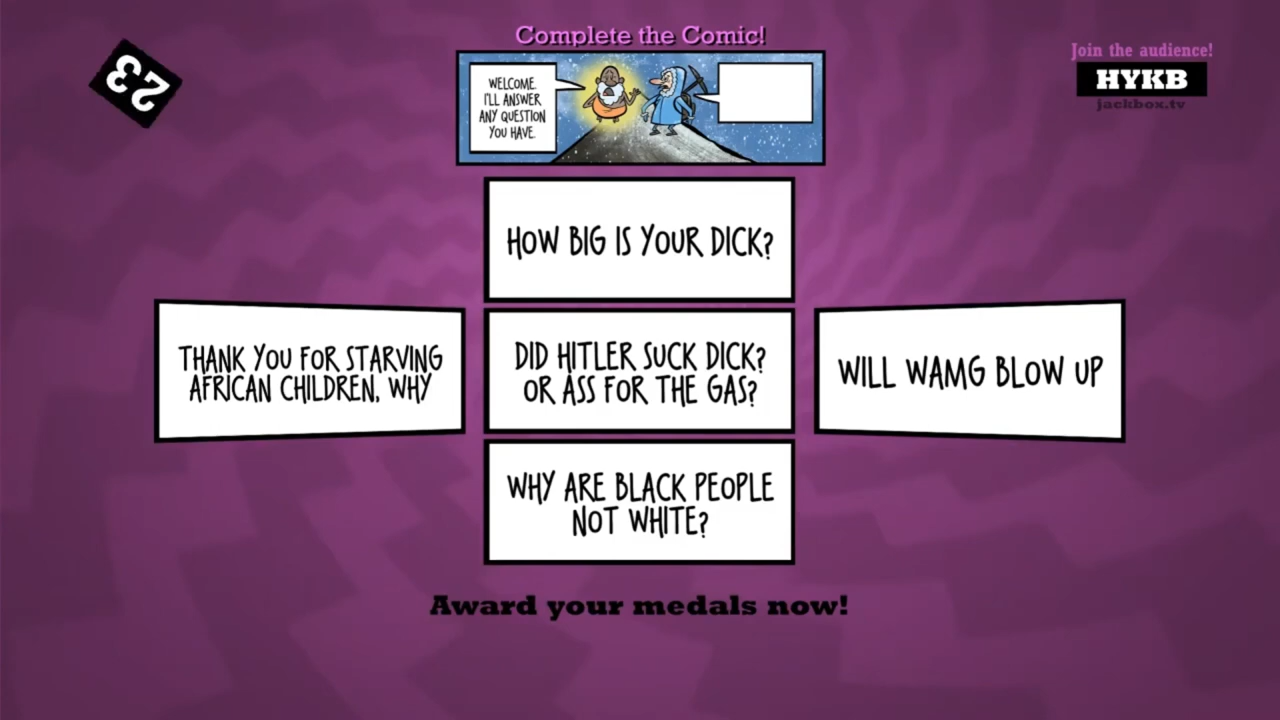 Complete the Comic!
23
WELCOME.
I'LL ANSWER
ANY QUESTION
YOU HAVE.
Join the audience!
HYKB
jackbox.tv
HOW BIG IS YOUR DICK?
THANK YOU FOR STARVING
AFRICAN CHILDREN, WHY
DID HITLER SUCK DICK?
OR ASS FOR THE GAS?
WILL WAMG BLOW UP
WHY ARE BLACK PEOPLE
NOT WHITE?
Award your medals now!